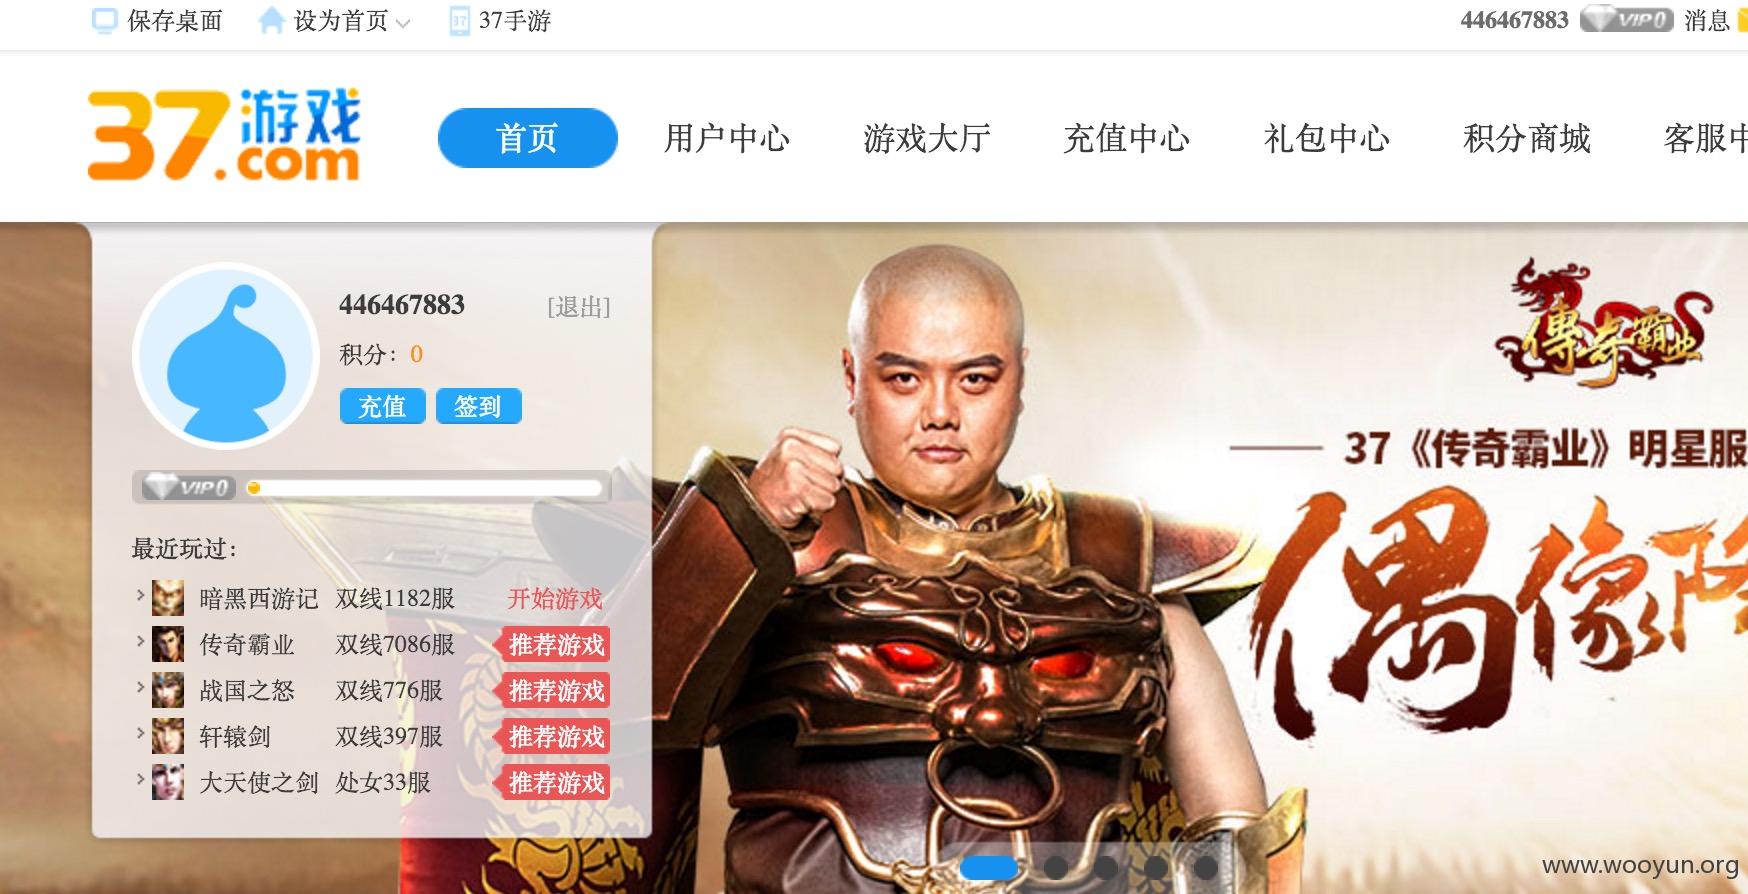 保存桌面 设为首页 37手游 446467883 VIP0 消息
37游戏.com
首页 用户中心 游戏大厅 充值中心 礼包中心 积分商城 客服中
446467883 [退出]
积分：0
充值 签到
VIP0
最近玩过：
暗黑西游记 双线1182服 开始游戏
传奇霸业 双线7086服 推荐游戏
战国之怒 双线776服 推荐游戏
轩辕剑 双线397服 推荐游戏
大天使之剑 处女33服 推荐游戏
傳奇霸业
37《传奇霸业》明星服
偶像降
www.wooyun.org